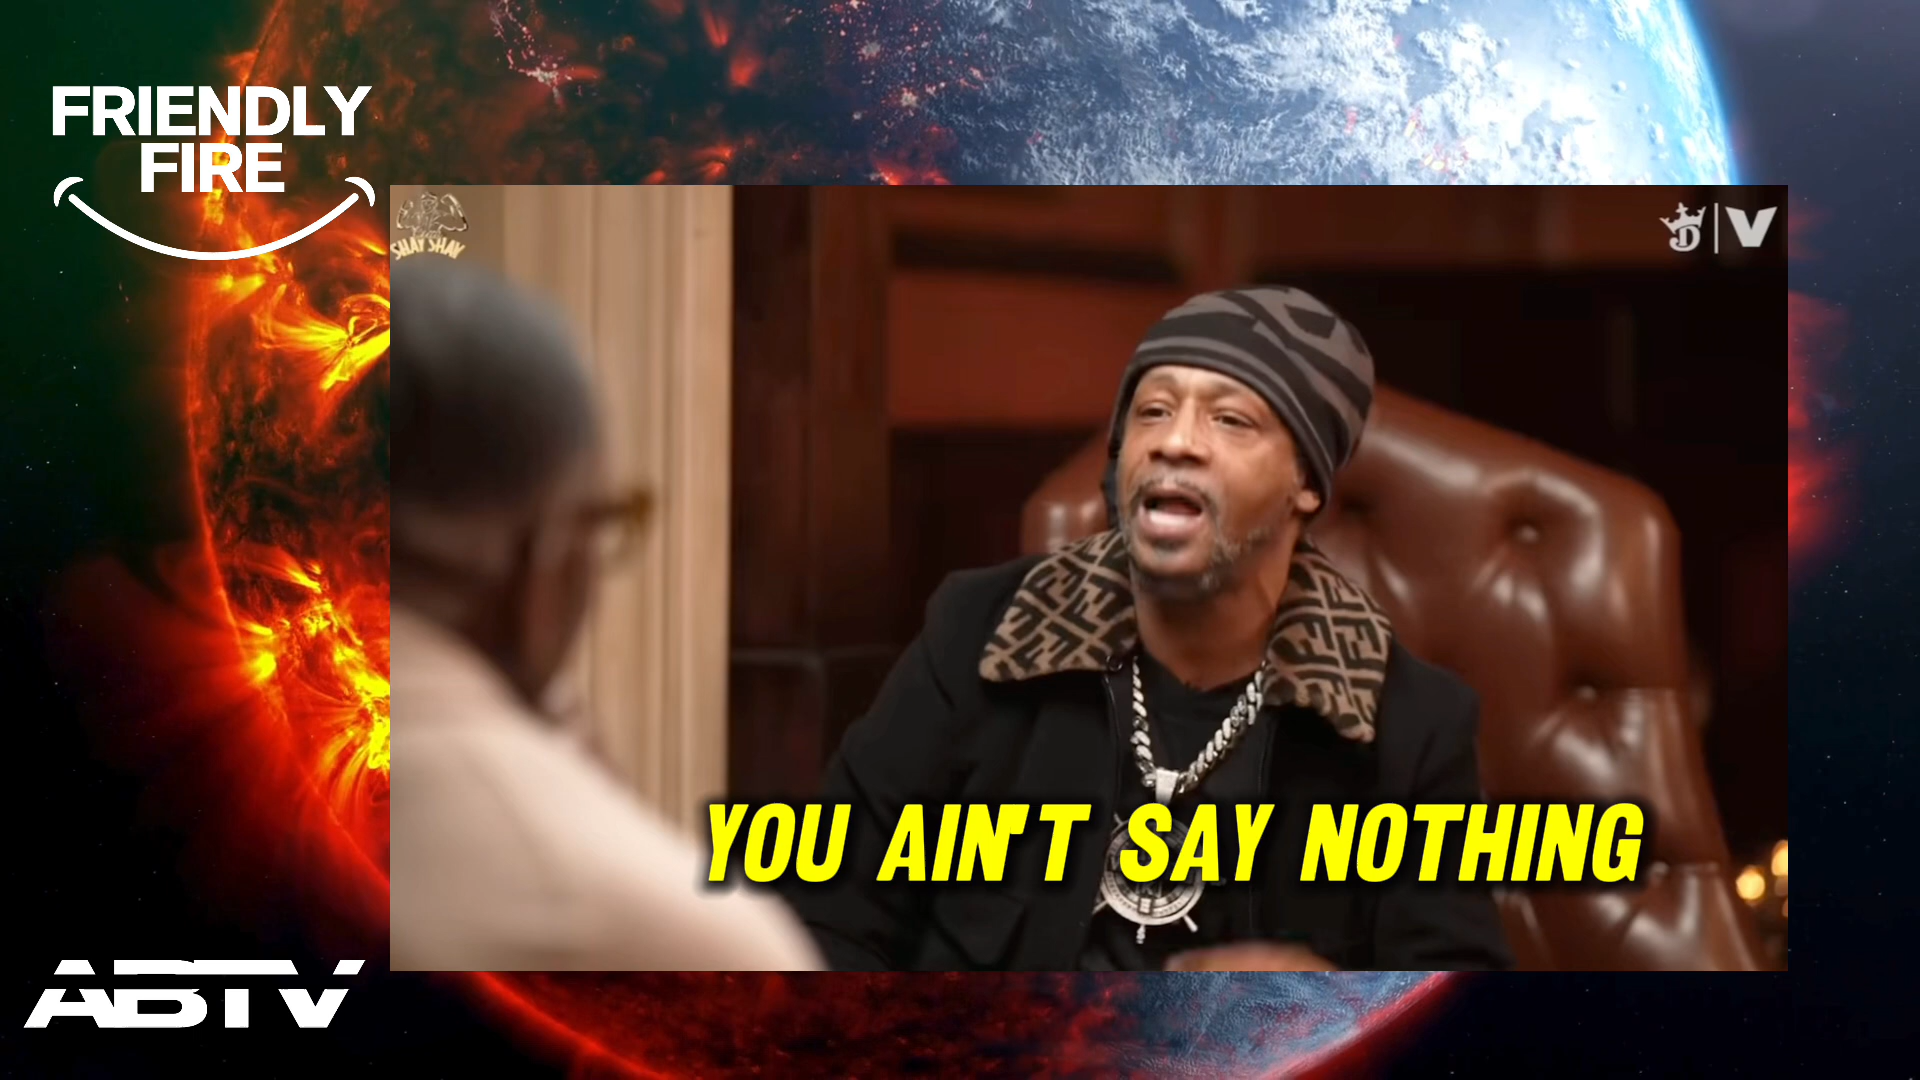 FRIENDLY
FIRE
SHAY SHAY
YOU AIN'T SAY NOTHING
ABTV